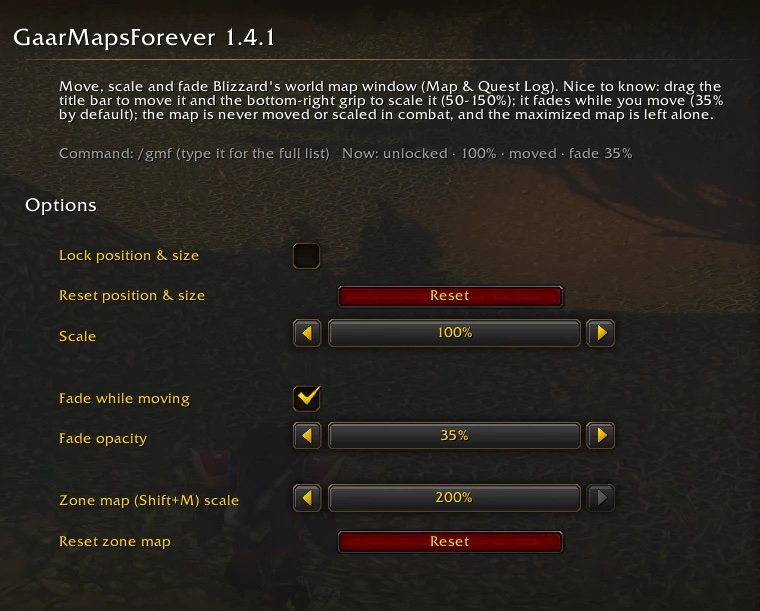 GaarMapsForever 1.4.1
Move, scale and fade Blizzard's world map window (Map & Quest Log). Nice to know: drag the
title bar to move it and the bottom-right grip to scale it (50-150%); it fades while you move (35%
by default); the map is never moved or scaled in combat, and the maximized map is left alone.
Command: /gmf (type it for the full list)   Now: unlocked · 100% · moved · fade 35%
Options
Lock position & size
Reset position & size   Reset
Scale   100%
Fade while moving
Fade opacity   35%
Zone map (Shift+M) scale   200%
Reset zone map   Reset